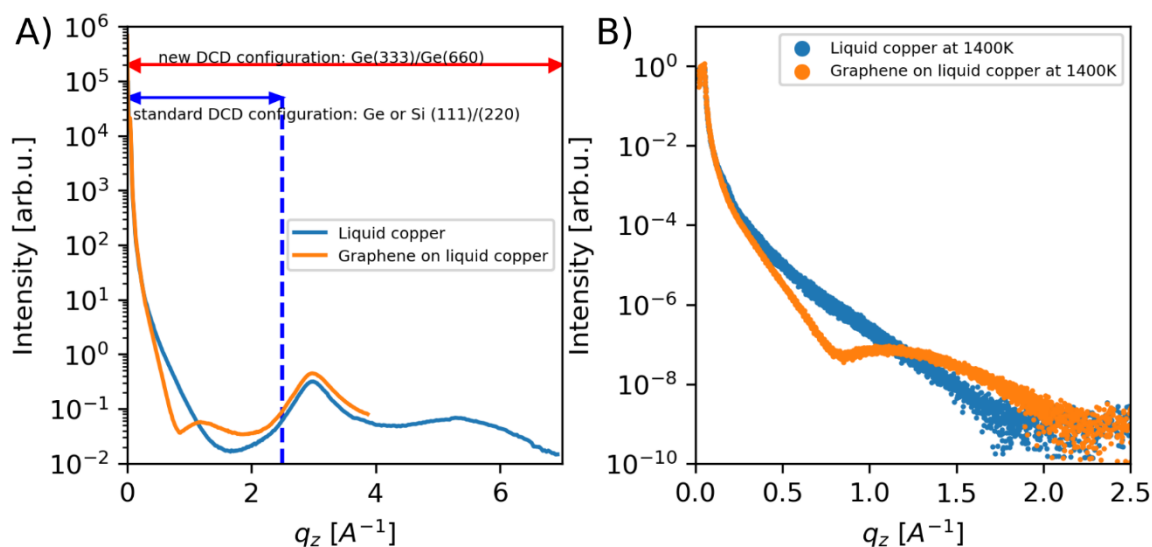 A)
Intensity [arb.u.]
10^6
10^5
10^4
10^3
10^2
10^1
10^0
10^-1
10^-2
new DCD configuration: Ge(333)/Ge(660)
standard DCD configuration: Ge or Si (111)/(220)
Liquid copper
Graphene on liquid copper
0 2 4 6
q_z [A^-1]
B)
Intensity [arb.u.]
10^0
10^-2
10^-4
10^-6
10^-8
10^-10
Liquid copper at 1400K
Graphene on liquid copper at 1400K
0.0 0.5 1.0 1.5 2.0 2.5
q_z [A^-1]